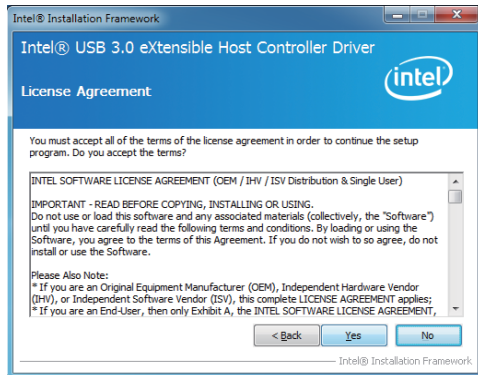 Intel® Installation Framework
Intel® USB 3.0 eXtensible Host Controller Driver
intel
License Agreement
You must accept all of the terms of the license agreement in order to continue the setup
program. Do you accept the terms?
INTEL SOFTWARE LICENSE AGREEMENT (OEM / IHV / ISV Distribution & Single User)
IMPORTANT - READ BEFORE COPYING, INSTALLING OR USING.
Do not use or load this software and any associated materials (collectively, the "Software")
until you have carefully read the following terms and conditions. By loading or using the
Software, you agree to the terms of this Agreement. If you do not wish to so agree, do not
install or use the Software.
Please Also Note:
* If you are an Original Equipment Manufacturer (OEM), Independent Hardware Vendor
(IHV), or Independent Software Vendor (ISV), this complete LICENSE AGREEMENT applies;
* If you are an End-User, then only Exhibit A, the INTEL SOFTWARE LICENSE AGREEMENT,
< Back Yes No
Intel® Installation Framework